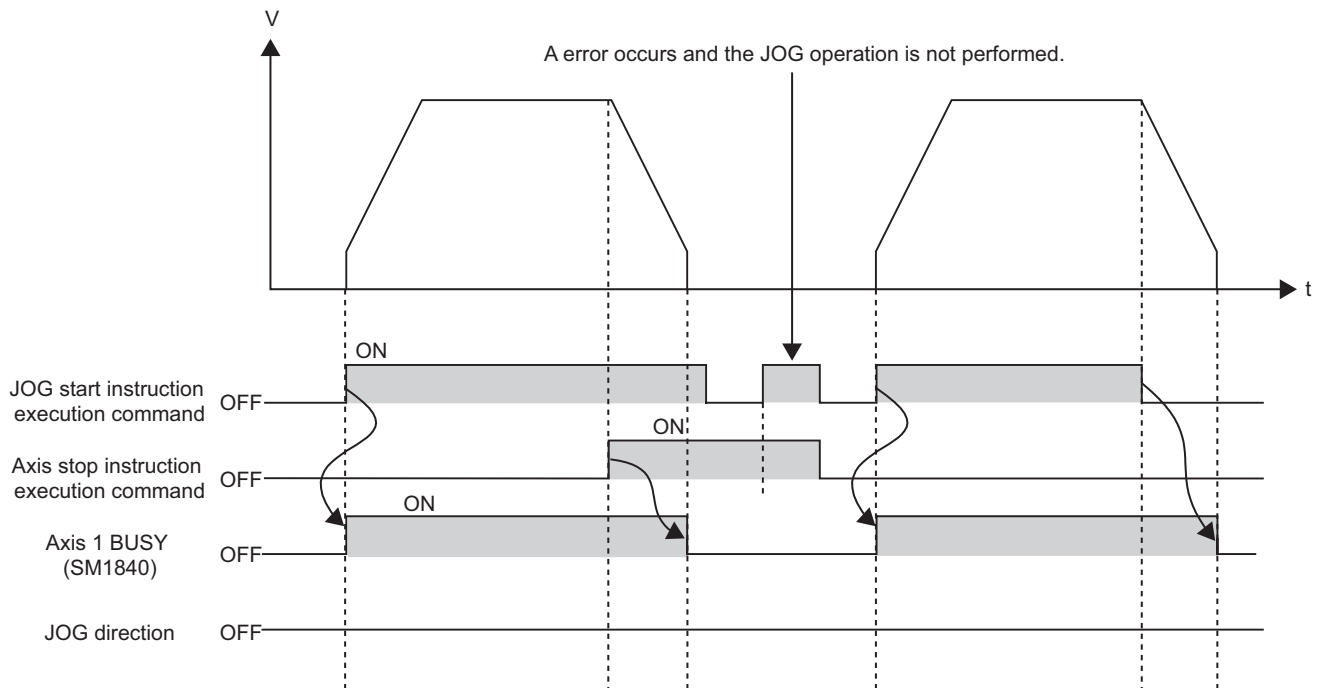 V
A error occurs and the JOG operation is not performed.
t
ON
JOG start instruction
execution command
OFF
ON
Axis stop instruction
execution command
OFF
ON
Axis 1 BUSY
(SM1840)
OFF
JOG direction
OFF